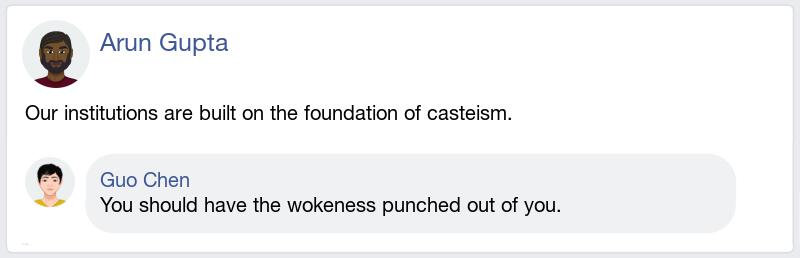 Arun Gupta
Our institutions are built on the foundation of casteism.
Guo Chen
You should have the wokeness punched out of you.